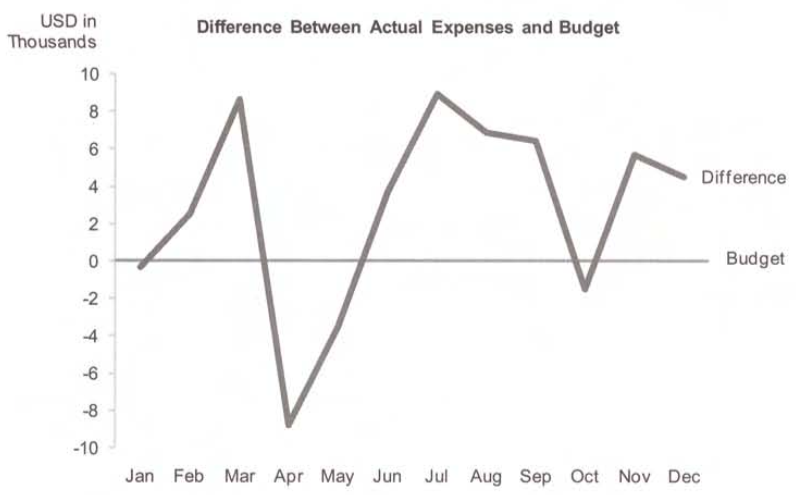 USD in
Thousands
Difference Between Actual Expenses and Budget
10
8
6
4
Difference
2
0
Budget
-2
-4
-6
-8
-10
Jan Feb Mar Apr May Jun Jul Aug Sep Oct Nov Dec